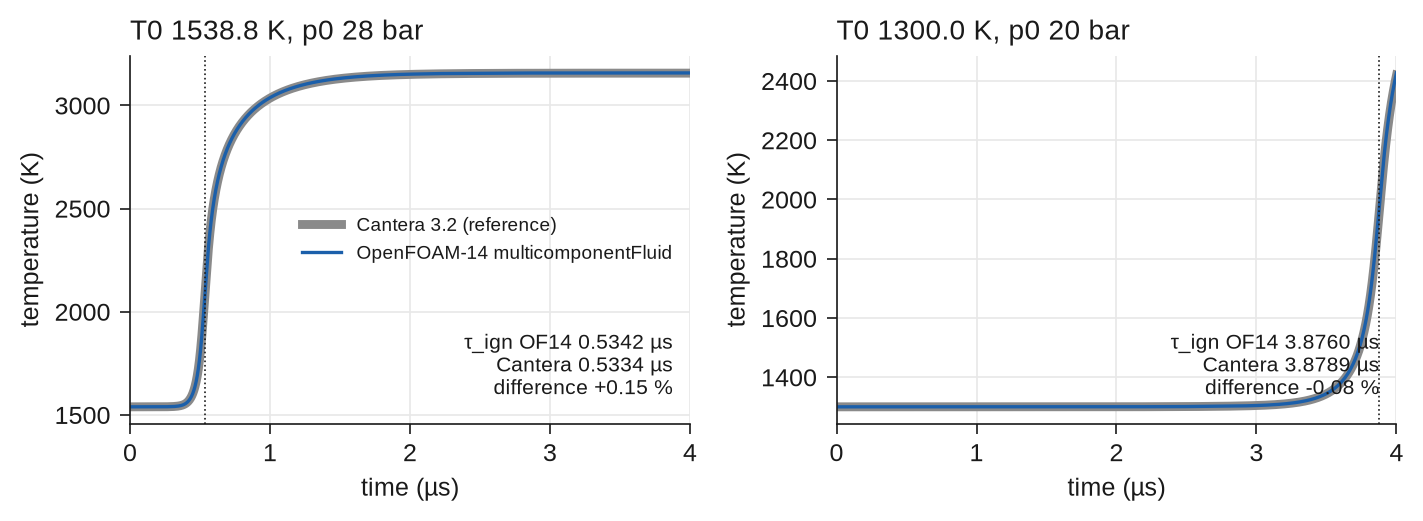 T0 1538.8 K, p0 28 bar
temperature (K)
3000
2500
2000
1500
Cantera 3.2 (reference)
OpenFOAM-14 multicomponentFluid
τ_ign OF14 0.5342 µs
Cantera 0.5334 µs
difference +0.15 %
0 1 2 3 4
time (µs)
T0 1300.0 K, p0 20 bar
temperature (K)
2400
2200
2000
1800
1600
1400
τ_ign OF14 3.8760 µs
Cantera 3.8789 µs
difference -0.08 %
0 1 2 3 4
time (µs)